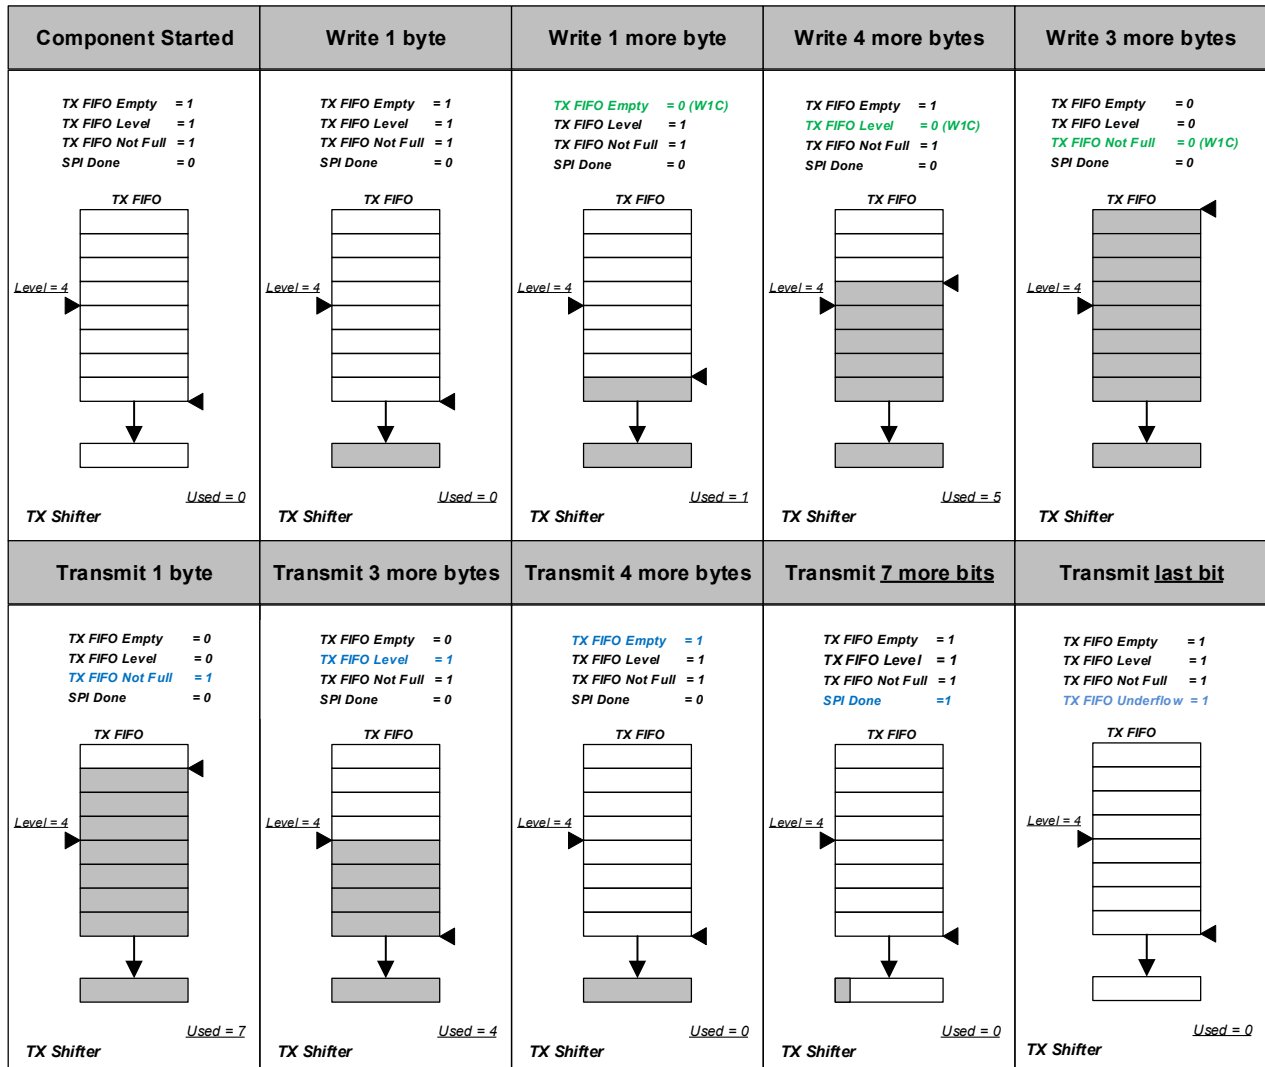 Component Started
TX FIFO Empty = 1
TX FIFO Level = 1
TX FIFO Not Full = 1
SPI Done = 0
TX FIFO
Level = 4
Used = 0
TX Shifter
Write 1 byte
TX FIFO Empty = 1
TX FIFO Level = 1
TX FIFO Not Full = 1
SPI Done = 0
TX FIFO
Level = 4
Used = 0
Write 1 more byte
TX FIFO Empty = 0 (W1C)
TX FIFO Level = 1
TX FIFO Not Full = 1
SPI Done = 0
TX FIFO
Level = 4
Used = 1
TX Shifter
Write 4 more bytes
TX FIFO Empty = 1
TX FIFO Level = 0 (W1C)
TX FIFO Not Full = 1
SPI Done = 0
TX FIFO
Level = 4
Used = 5
TX Shifter
Write 3 more bytes
TX FIFO Empty = 0
TX FIFO Level = 0
TX FIFO Not Full = 0 (W1C)
SPI Done = 0
TX FIFO
Level = 4
TX Shifter
Transmit 1 byte
TX FIFO Empty = 0
TX FIFO Level = 0
TX FIFO Not Full = 1
SPI Done = 0
TX FIFO
Level = 4
Used = 7
TX Shifter
Transmit 3 more bytes
TX FIFO Empty = 0
TX FIFO Level = 1
TX FIFO Not Full = 1
SPI Done = 0
TX FIFO
Level = 4
Used = 4
TX Shifter
Transmit 4 more bytes
TX FIFO Empty = 1
TX FIFO Level = 1
TX FIFO Not Full = 1
SPI Done = 0
TX FIFO
Level = 4
Used = 0
TX Shifter
Transmit 7 more bits
TX FIFO Empty = 1
TX FIFO Level = 1
TX FIFO Not Full = 1
SPI Done =1
TX FIFO
Level = 4
Used = 0
TX Shifter
Transmit last bit
TX FIFO Empty = 1
TX FIFO Level = 1
TX FIFO Not Full = 1
TX FIFO Underflow = 1
TX FIFO
Level = 4
Used = 0
TX Shifter